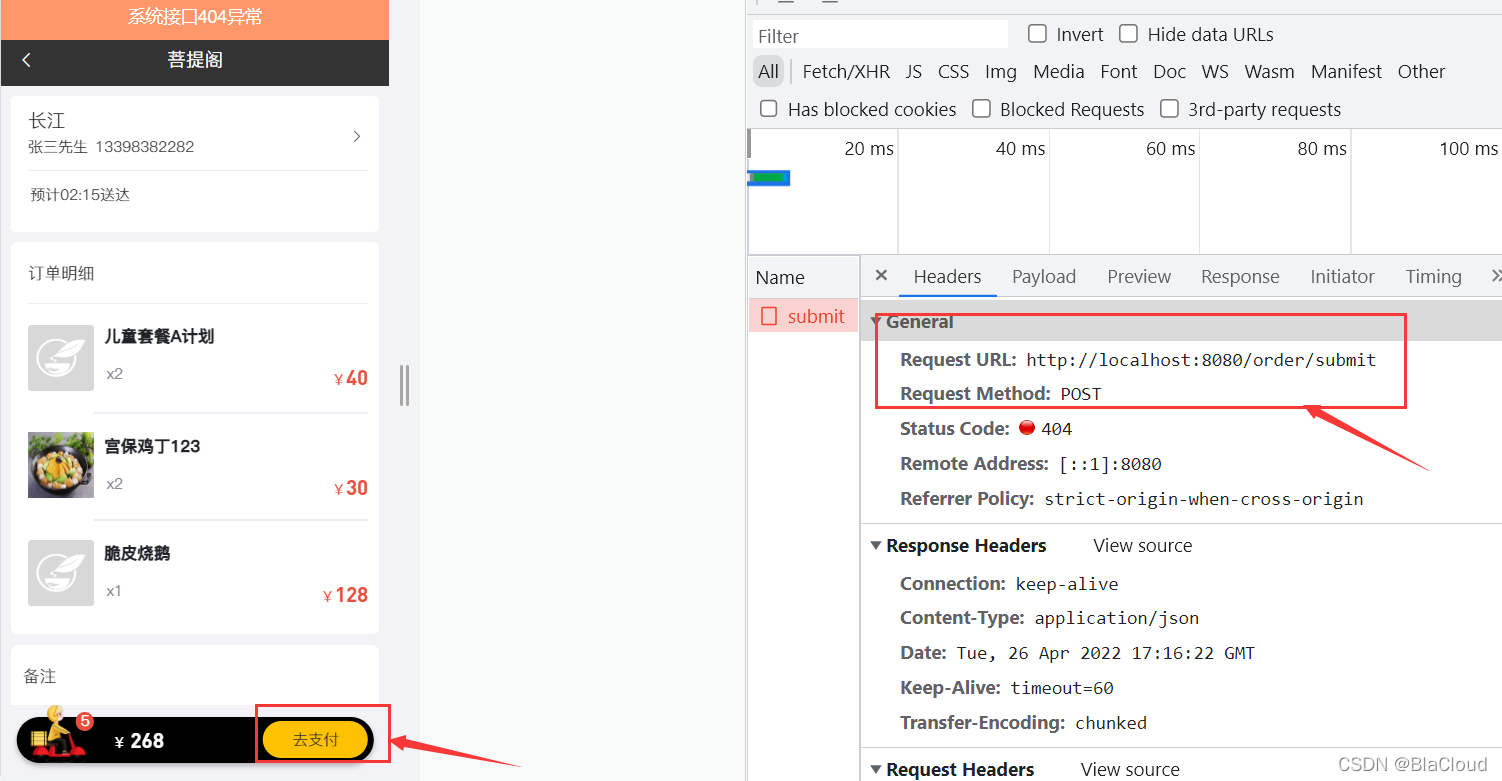 系统接口404异常
菩提阁
长江
张三先生 13398382282
预计02:15送达
订单明细
儿童套餐A计划
x2
¥40
宫保鸡丁123
x2
¥30
脆皮烧鹅
x1
¥128
备注
5
¥ 268
去支付
Filter
Invert
Hide data URLs
All
Fetch/XHR JS CSS Img Media Font Doc WS Wasm Manifest Other
Has blocked cookies
Blocked Requests
3rd-party requests
20 ms 40 ms 60 ms 80 ms 100 ms
Name
× Headers Payload Preview Response Initiator Timing »
submit
General
Request URL: http://localhost:8080/order/submit
Request Method: POST
Status Code: 404
Remote Address: [::1]:8080
Referrer Policy: strict-origin-when-cross-origin
Response Headers View source
Connection: keep-alive
Content-Type: application/json
Date: Tue, 26 Apr 2022 17:16:22 GMT
Keep-Alive: timeout=60
Transfer-Encoding: chunked
Request Headers View source
CSDN @BlaCloud